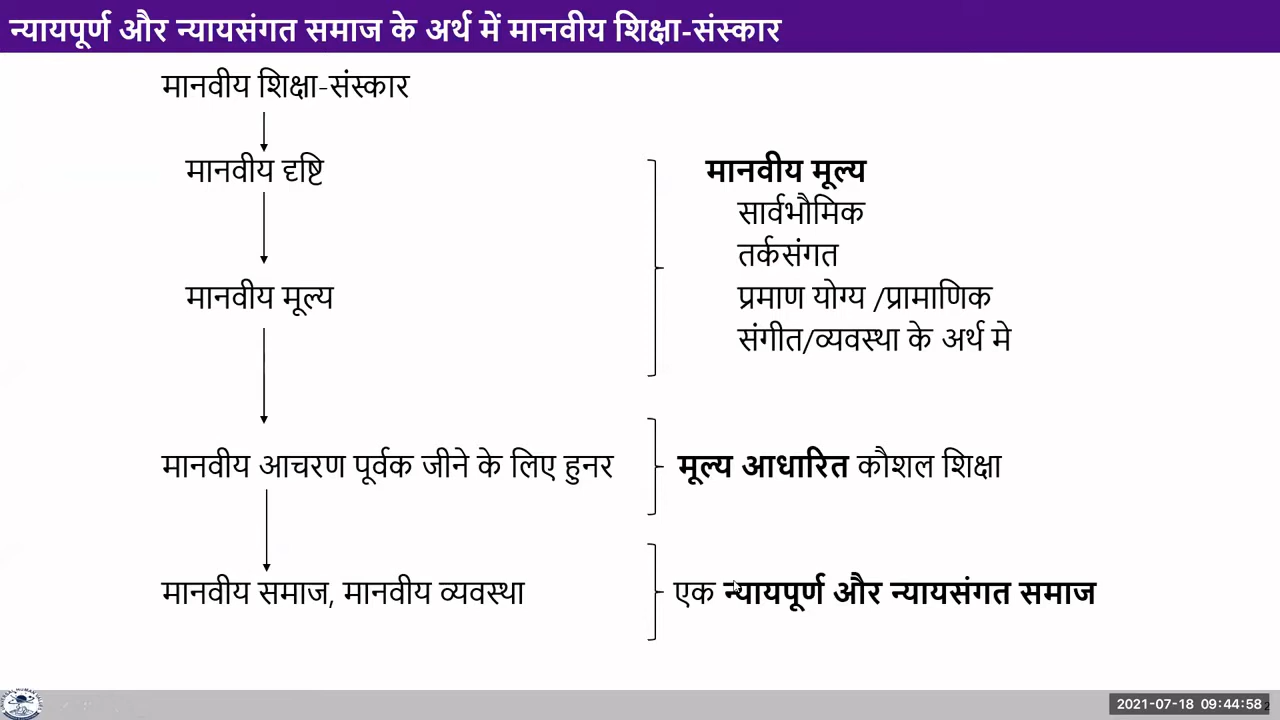 न्यायपूर्ण और न्यायसंगत समाज के अर्थ में मानवीय शिक्षा-संस्कार
मानवीय शिक्षा-संस्कार
मानवीय दृष्टि
मानवीय मूल्य
सार्वभौमिक
तर्कसंगत
मानवीय मूल्य
प्रमाण योग्य /प्रामाणिक
संगीत/व्यवस्था के अर्थ मे
मानवीय आचरण पूर्वक जीने के लिए हुनर
मूल्य आधारित कौशल शिक्षा
मानवीय समाज, मानवीय व्यवस्था
एक न्यायपूर्ण और न्यायसंगत समाज
2021-07-18 09:44:58
2